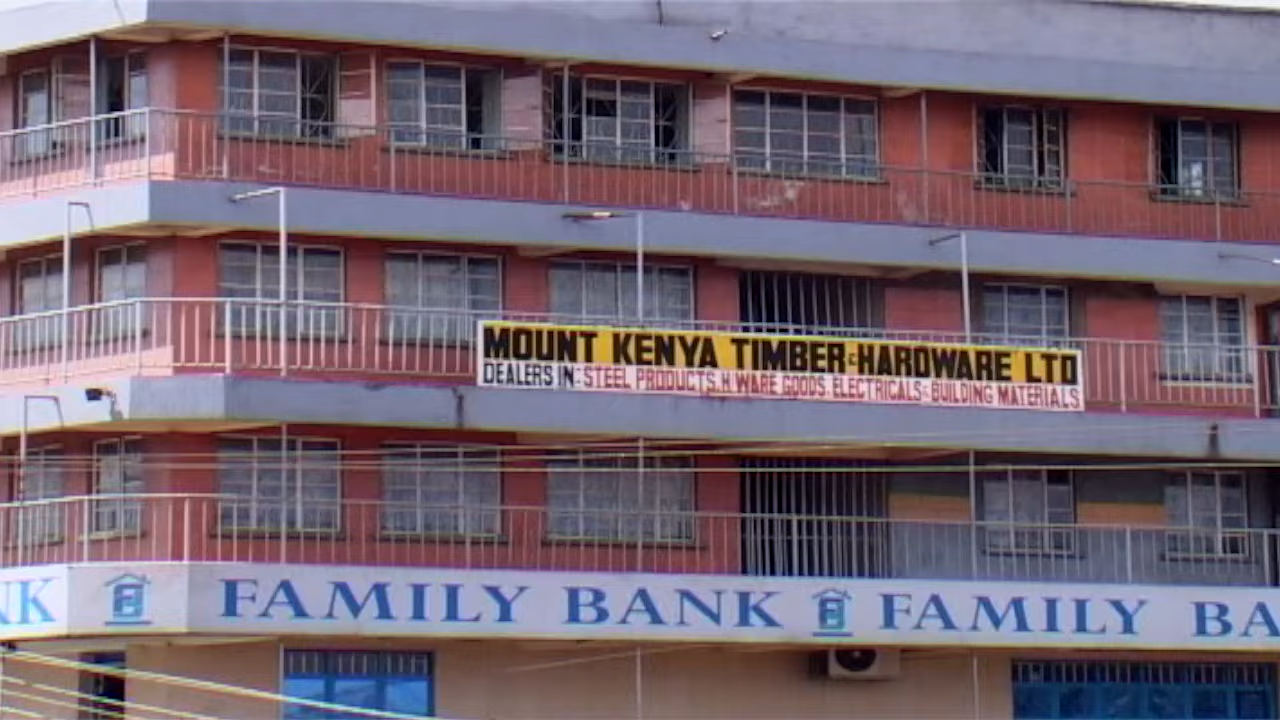 MOUNT KENYA TIMBER & HARDWARE LTD
DEALERS IN: STEEL PRODUCTS, H. WARE GOODS, ELECTRICALS & BUILDING MATERIALS
NK FAMILY BANK FAMILY BA